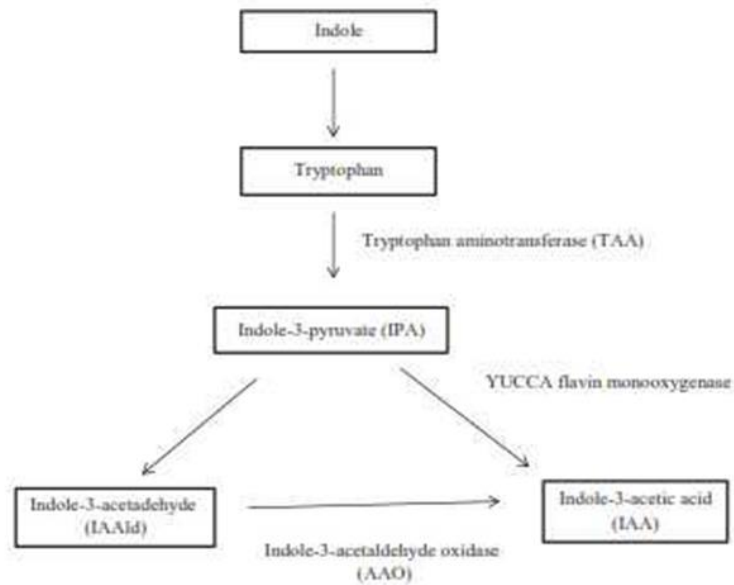 Indole
Tryptophan
Tryptophan aminotransferase (TAA)
Indole-3-pyruvate (IPA)
YUCCA flavin monooxygenase
Indole-3-acetadehyde
(IAAld)
Indole-3-acetic acid
(IAA)
Indole-3-acetaldehyde oxidase
(AAO)